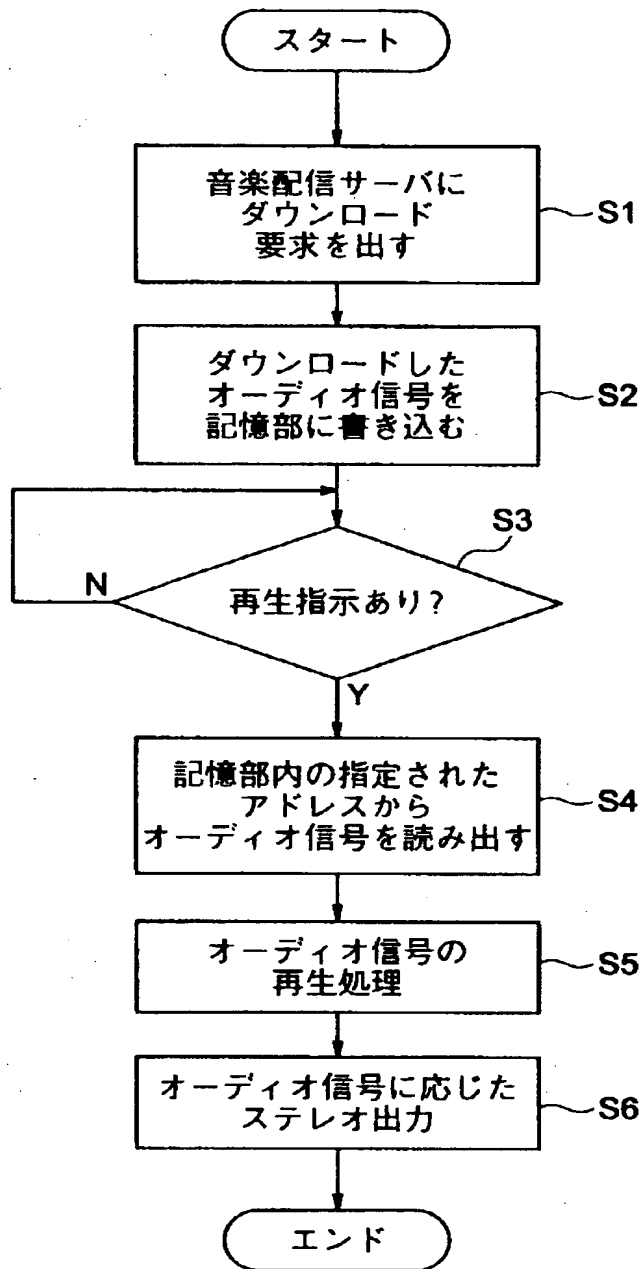 スタート
音楽配信サーバに
ダウンロード
要求を出す
S1
ダウンロードした
オーディオ信号を
記憶部に書き込む
S2
S3
再生指示あり?
N
Y
記憶部内の指定された
アドレスから
オーディオ信号を読み出す
S4
オーディオ信号の
再生処理
S5
オーディオ信号に応じた
ステレオ出力
S6
エンド